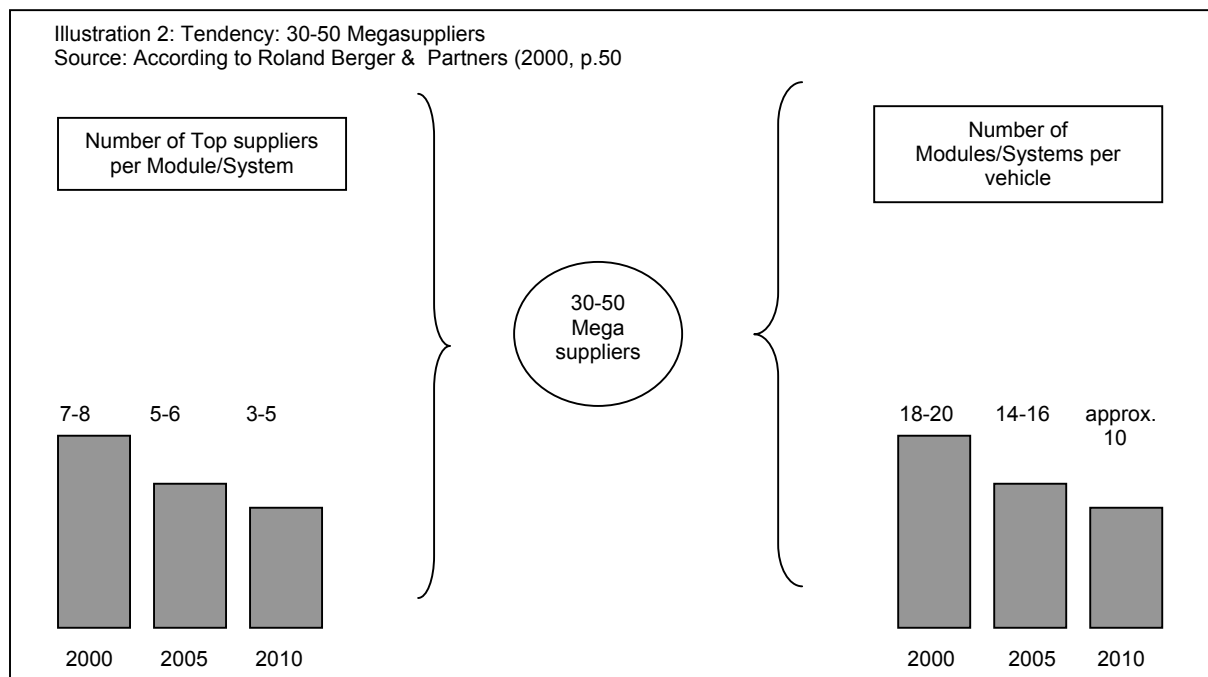 Illustration 2: Tendency: 30-50 Megasuppliers
Source: According to Roland Berger &  Partners (2000, p.50
Number of Top suppliers
per Module/System
Number of
Modules/Systems per
vehicle
30-50
Mega
suppliers
7-8 5-6 3-5
18-20 14-16 approx.
10
2000 2005 2010
2000 2005 2010